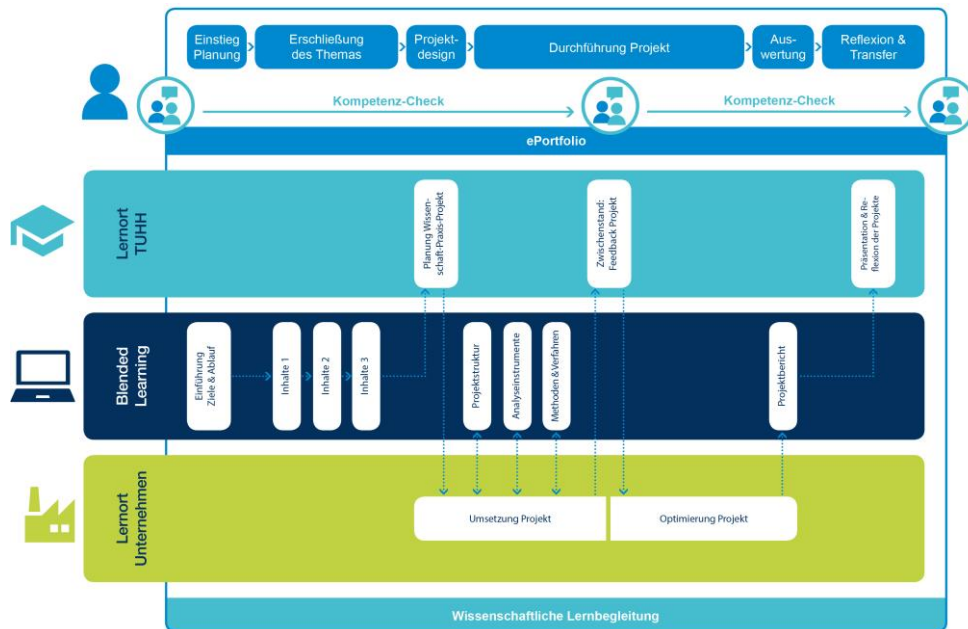 Einstieg
Planung
Erschließung
des Themas
Projekt-
design
Durchführung Projekt
Aus-
wertung
Reflexion &
Transfer
Kompetenz-Check
Kompetenz-Check
ePortfolio
Lernort
TUHH
Planung Wissen-
schaft-Praxis-Projekt
Zwischenstand:
Feedback Projekt
Präsentation & Re-
flexion der Projekte
Blended
Learning
Einführung
Ziele & Ablauf
Inhalte 1
Inhalte 2
Inhalte 3
Projektstruktur
Analyseinstrumente
Methoden & Verfahren
Projektbericht
Lernort
Unternehmen
Umsetzung Projekt
Optimierung Projekt
Wissenschaftliche Lernbegleitung